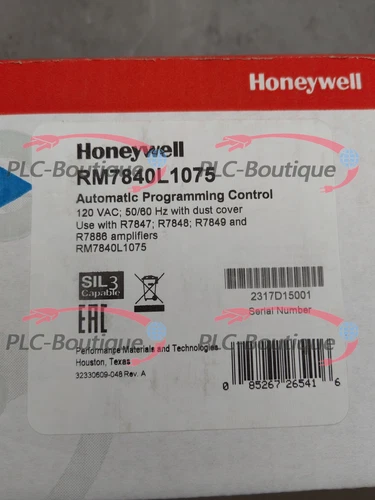 Honeywell
Honeywell
RM7840L1075
Automatic Programming Control
120 VAC; 50/60 Hz with dust cover
Use with R7847; R7848; R7849 and
R7886 amplifiers
RM7840L1075
SIL 3
Capable
2317D15001
Serial Number
EAC
Performance Materials and Technologies
Houston, Texas
32330609-048 Rev. A
0 85267 26541 6
PLC-Boutique
PLC-Boutique
PLC-Boutique
PLC-Boutique